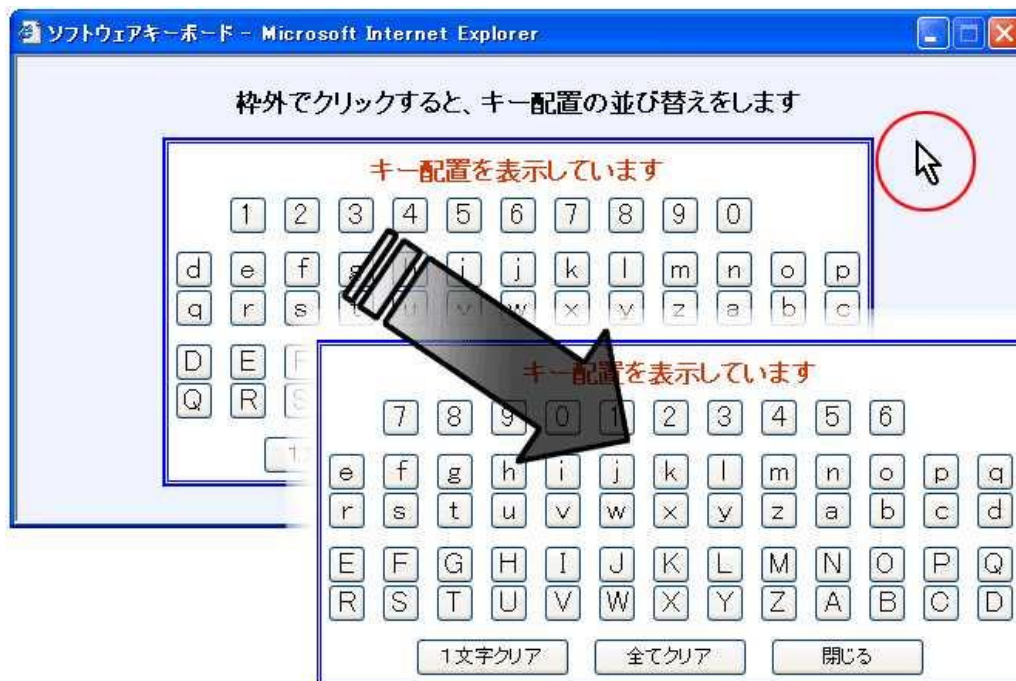 ソフトウェアキーボード - Microsoft Internet Explorer
枠外でクリックすると、キー配置の並び替えをします
キー配置を表示しています
1 2 3 4 5 6 7 8 9 0
d e f g h i j k l m n o p
q r s t u v w x y z a b c
D E F
Q R S
1
キー配置を表示しています
7 8 9 0 1 2 3 4 5 6
e f g h i j k l m n o p q
r s t u v w x y z a b c d
E F G H I J K L M N O P Q
R S T U V W X Y Z A B C D
1文字クリア 全てクリア 閉じる